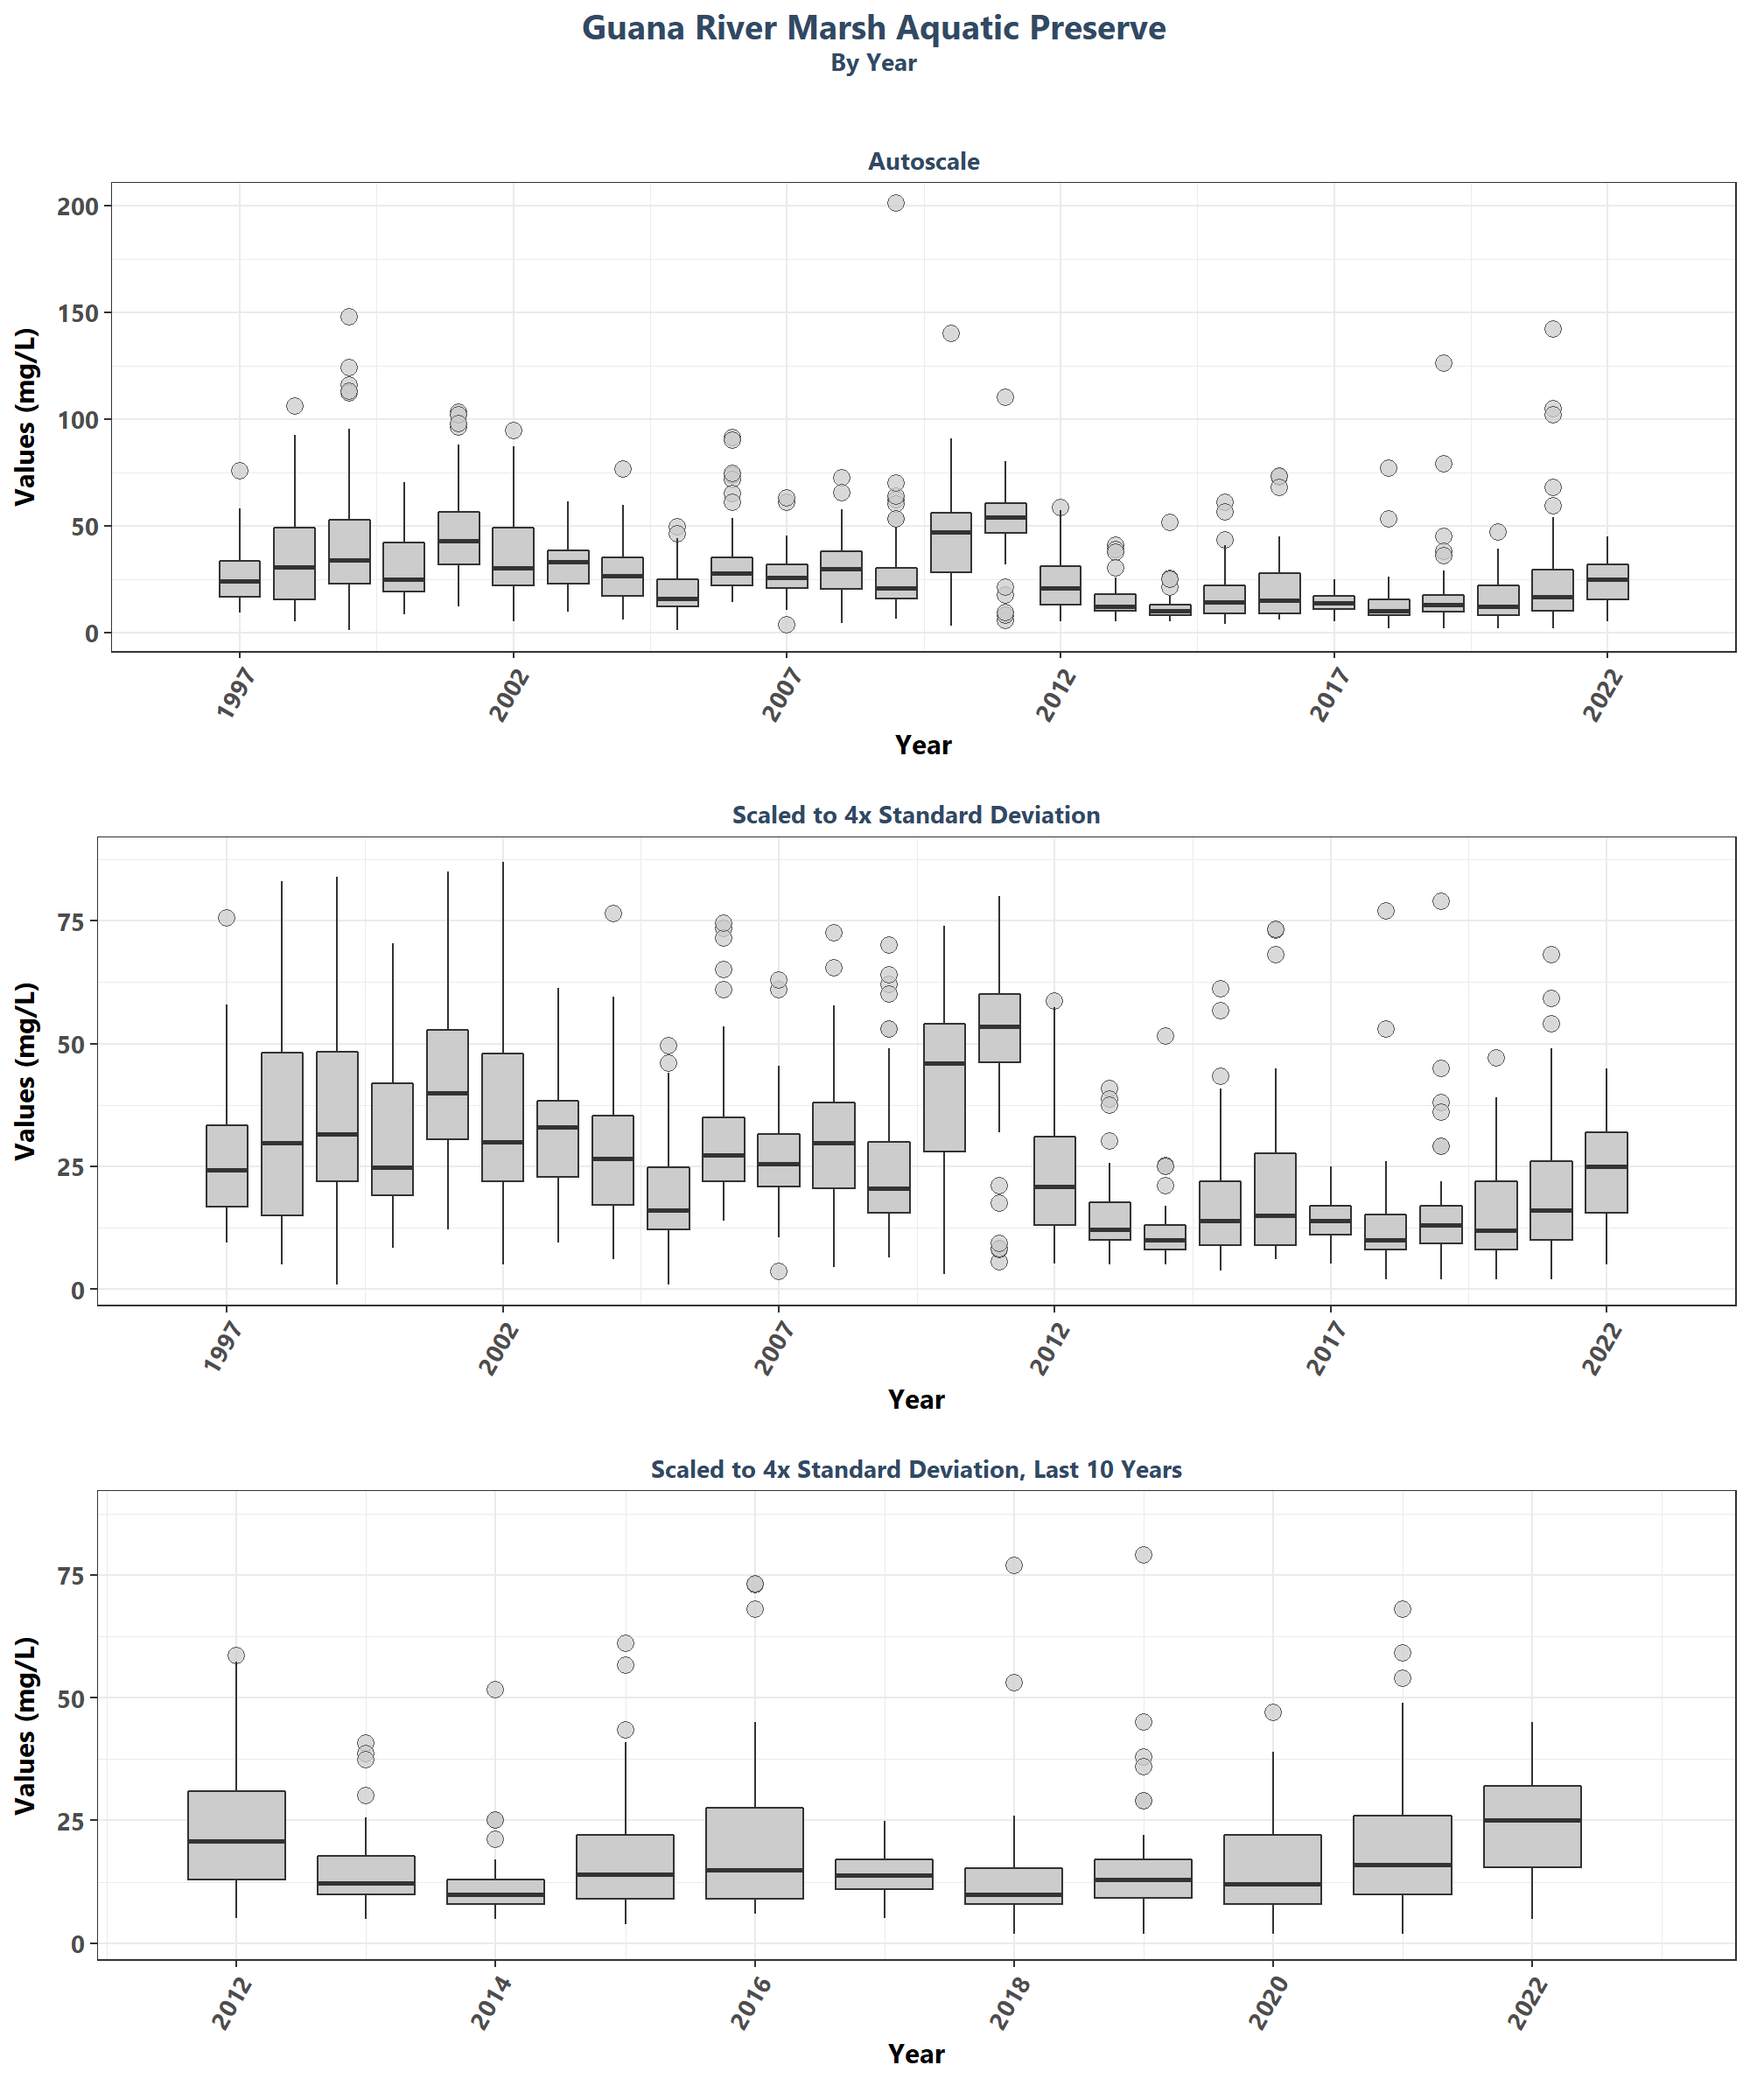 Guana River Marsh Aquatic Preserve
By Year
Autoscale
Values (mg/L)
200
150
100
50
0
1997
2002
2007
2012
2017
2022
Year
Scaled to 4x Standard Deviation
Values (mg/L)
75
50
25
0
1997
2002
2007
2012
2017
2022
Year
Scaled to 4x Standard Deviation, Last 10 Years
Values (mg/L)
75
50
25
0
2012
2014
2016
2018
2020
2022
Year